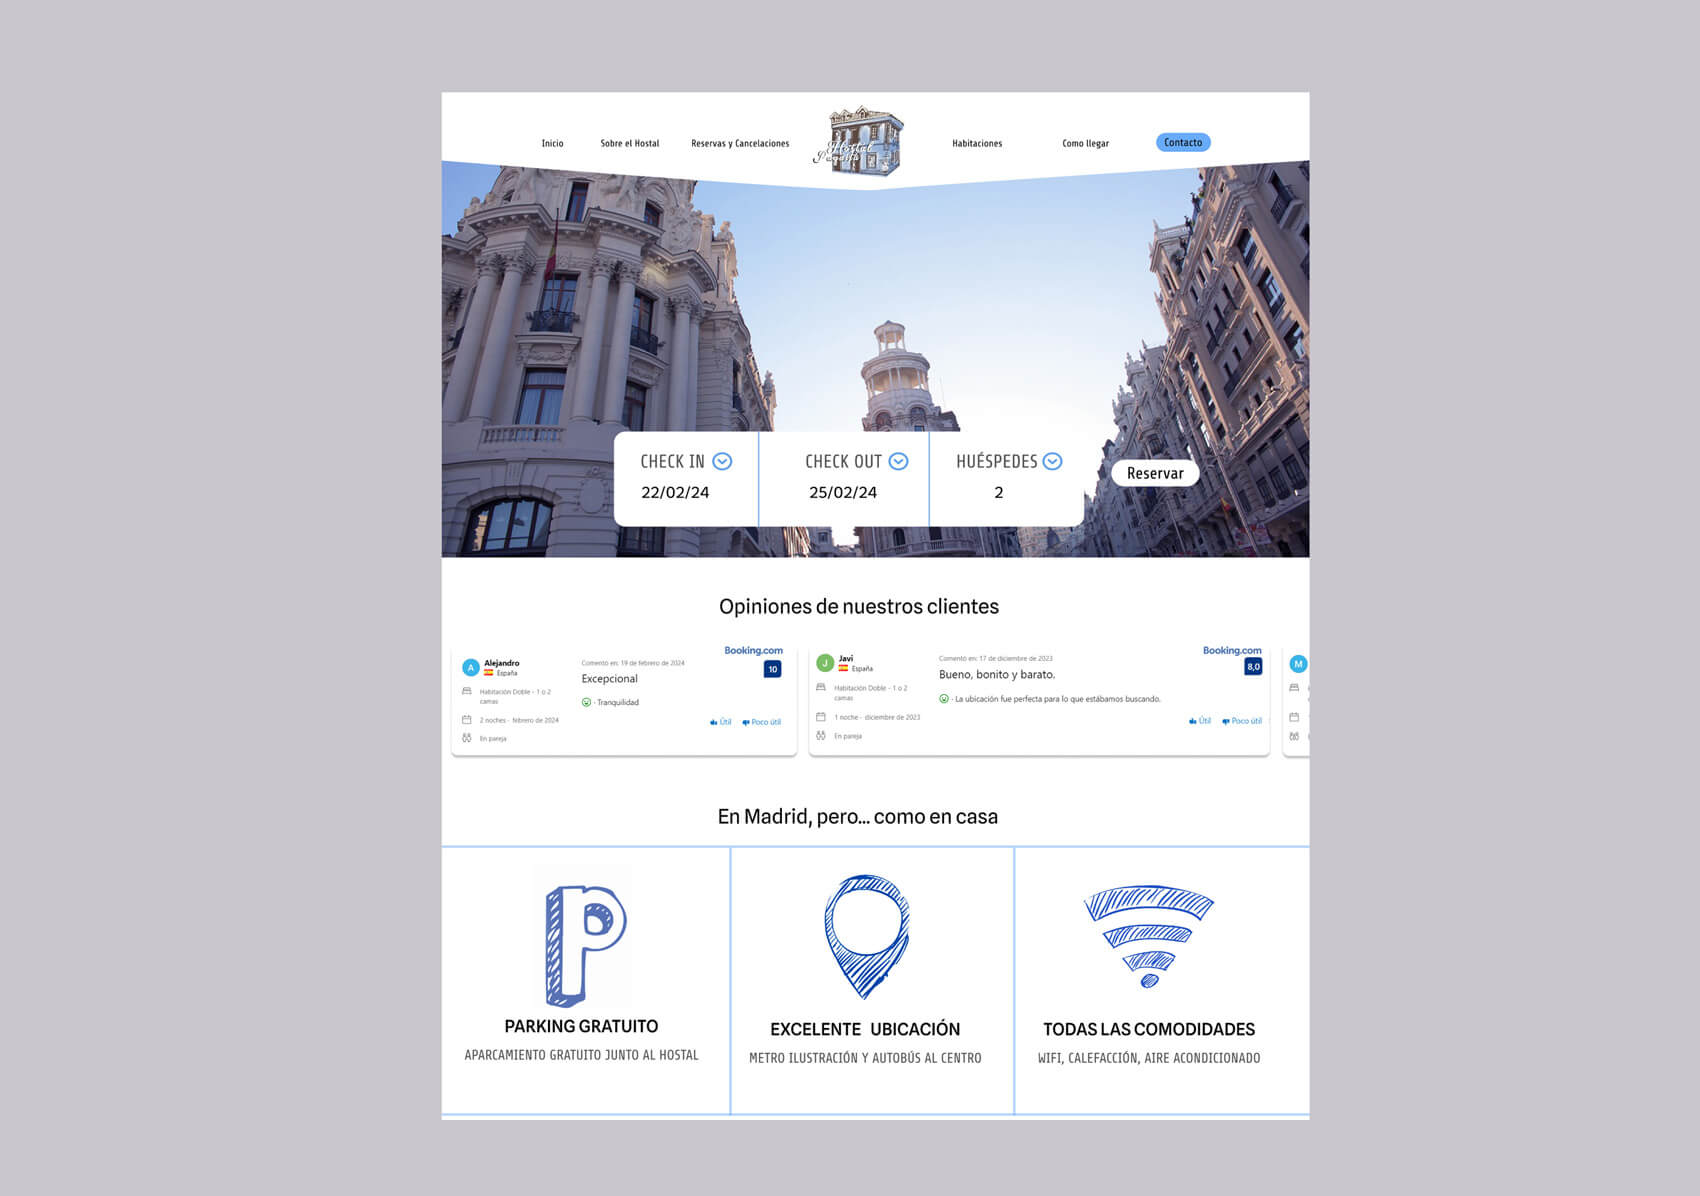 Inicio
Sobre el Hostal
Reservas y Cancelaciones
Hostal
Paquita
Habitaciones
Como llegar
Contacto
CHECK IN
22/02/24
CHECK OUT
25/02/24
HUÉSPEDES
2
Reservar
Opiniones de nuestros clientes
Booking.com
A
Alejandro
España
Comentó en: 19 de febrero de 2024
10
Excepcional
Habitación Doble - 1 o 2
camas
· Tranquilidad
2 noches - febrero de 2024
Útil
Poco útil
En pareja
Booking.com
J
Javi
España
Comentó en: 17 de diciembre de 2023
8,0
Bueno, bonito y barato.
Habitación Doble - 1 o 2
camas
· La ubicación fue perfecta para lo que estábamos buscando.
1 noche - diciembre de 2023
Útil
Poco útil
En pareja
M
En Madrid, pero... como en casa
P
PARKING GRATUITO
APARCAMIENTO GRATUITO JUNTO AL HOSTAL
EXCELENTE UBICACIÓN
METRO ILUSTRACIÓN Y AUTOBÚS AL CENTRO
TODAS LAS COMODIDADES
WIFI, CALEFACCIÓN, AIRE ACONDICIONADO